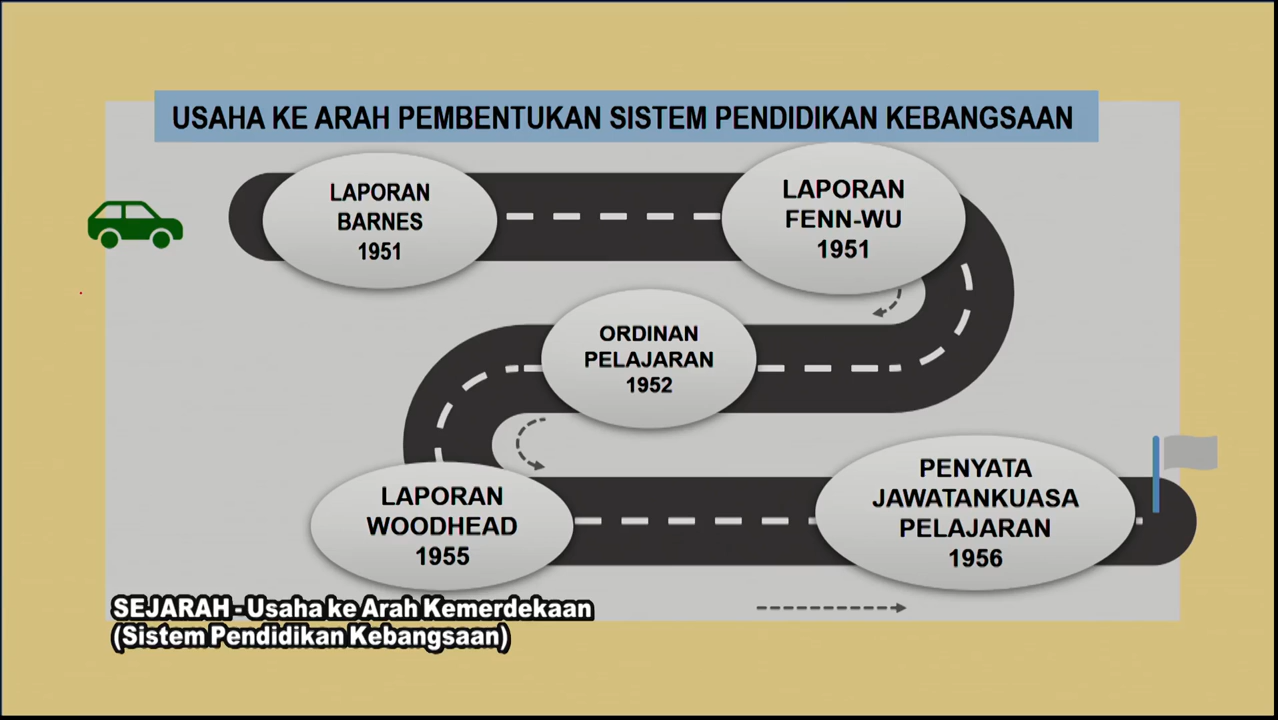 USAHA KE ARAH PEMBENTUKAN SISTEM PENDIDIKAN KEBANGSAAN
LAPORAN
BARNES
1951
LAPORAN
FENN-WU
1951
ORDINAN
PELAJARAN
1952
LAPORAN
WOODHEAD
1955
PENYATA
JAWATANKUASA
PELAJARAN
1956
SEJARAH - Usaha ke Arah Kemerdekaan
(Sistem Pendidikan Kebangsaan)